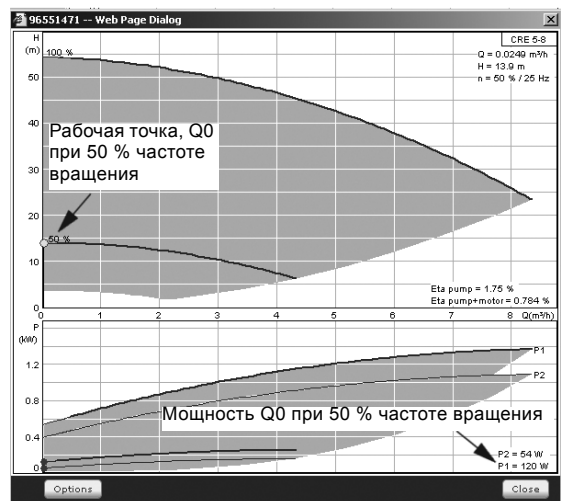 96551471 -- Web Page Dialog
H
(m)
CRE 5-8
100 %
Q = 0.0249 m³/h
H = 13.9 m
n = 50 % / 25 Hz
50
40
Рабочая точка, Q0
при 50 % частоте
вращения
30
20
50 %
10
Eta pump = 1.75 %
Eta pump+motor = 0.784 %
0
0 1 2 3 4 5 6 7 8 Q(m³/h)
P
(kW)
P1
1.2
P2
0.8
Мощность Q0 при 50 % частоте вращения
0.4
P2 = 54 W
P1 = 120 W
0
Options
Close